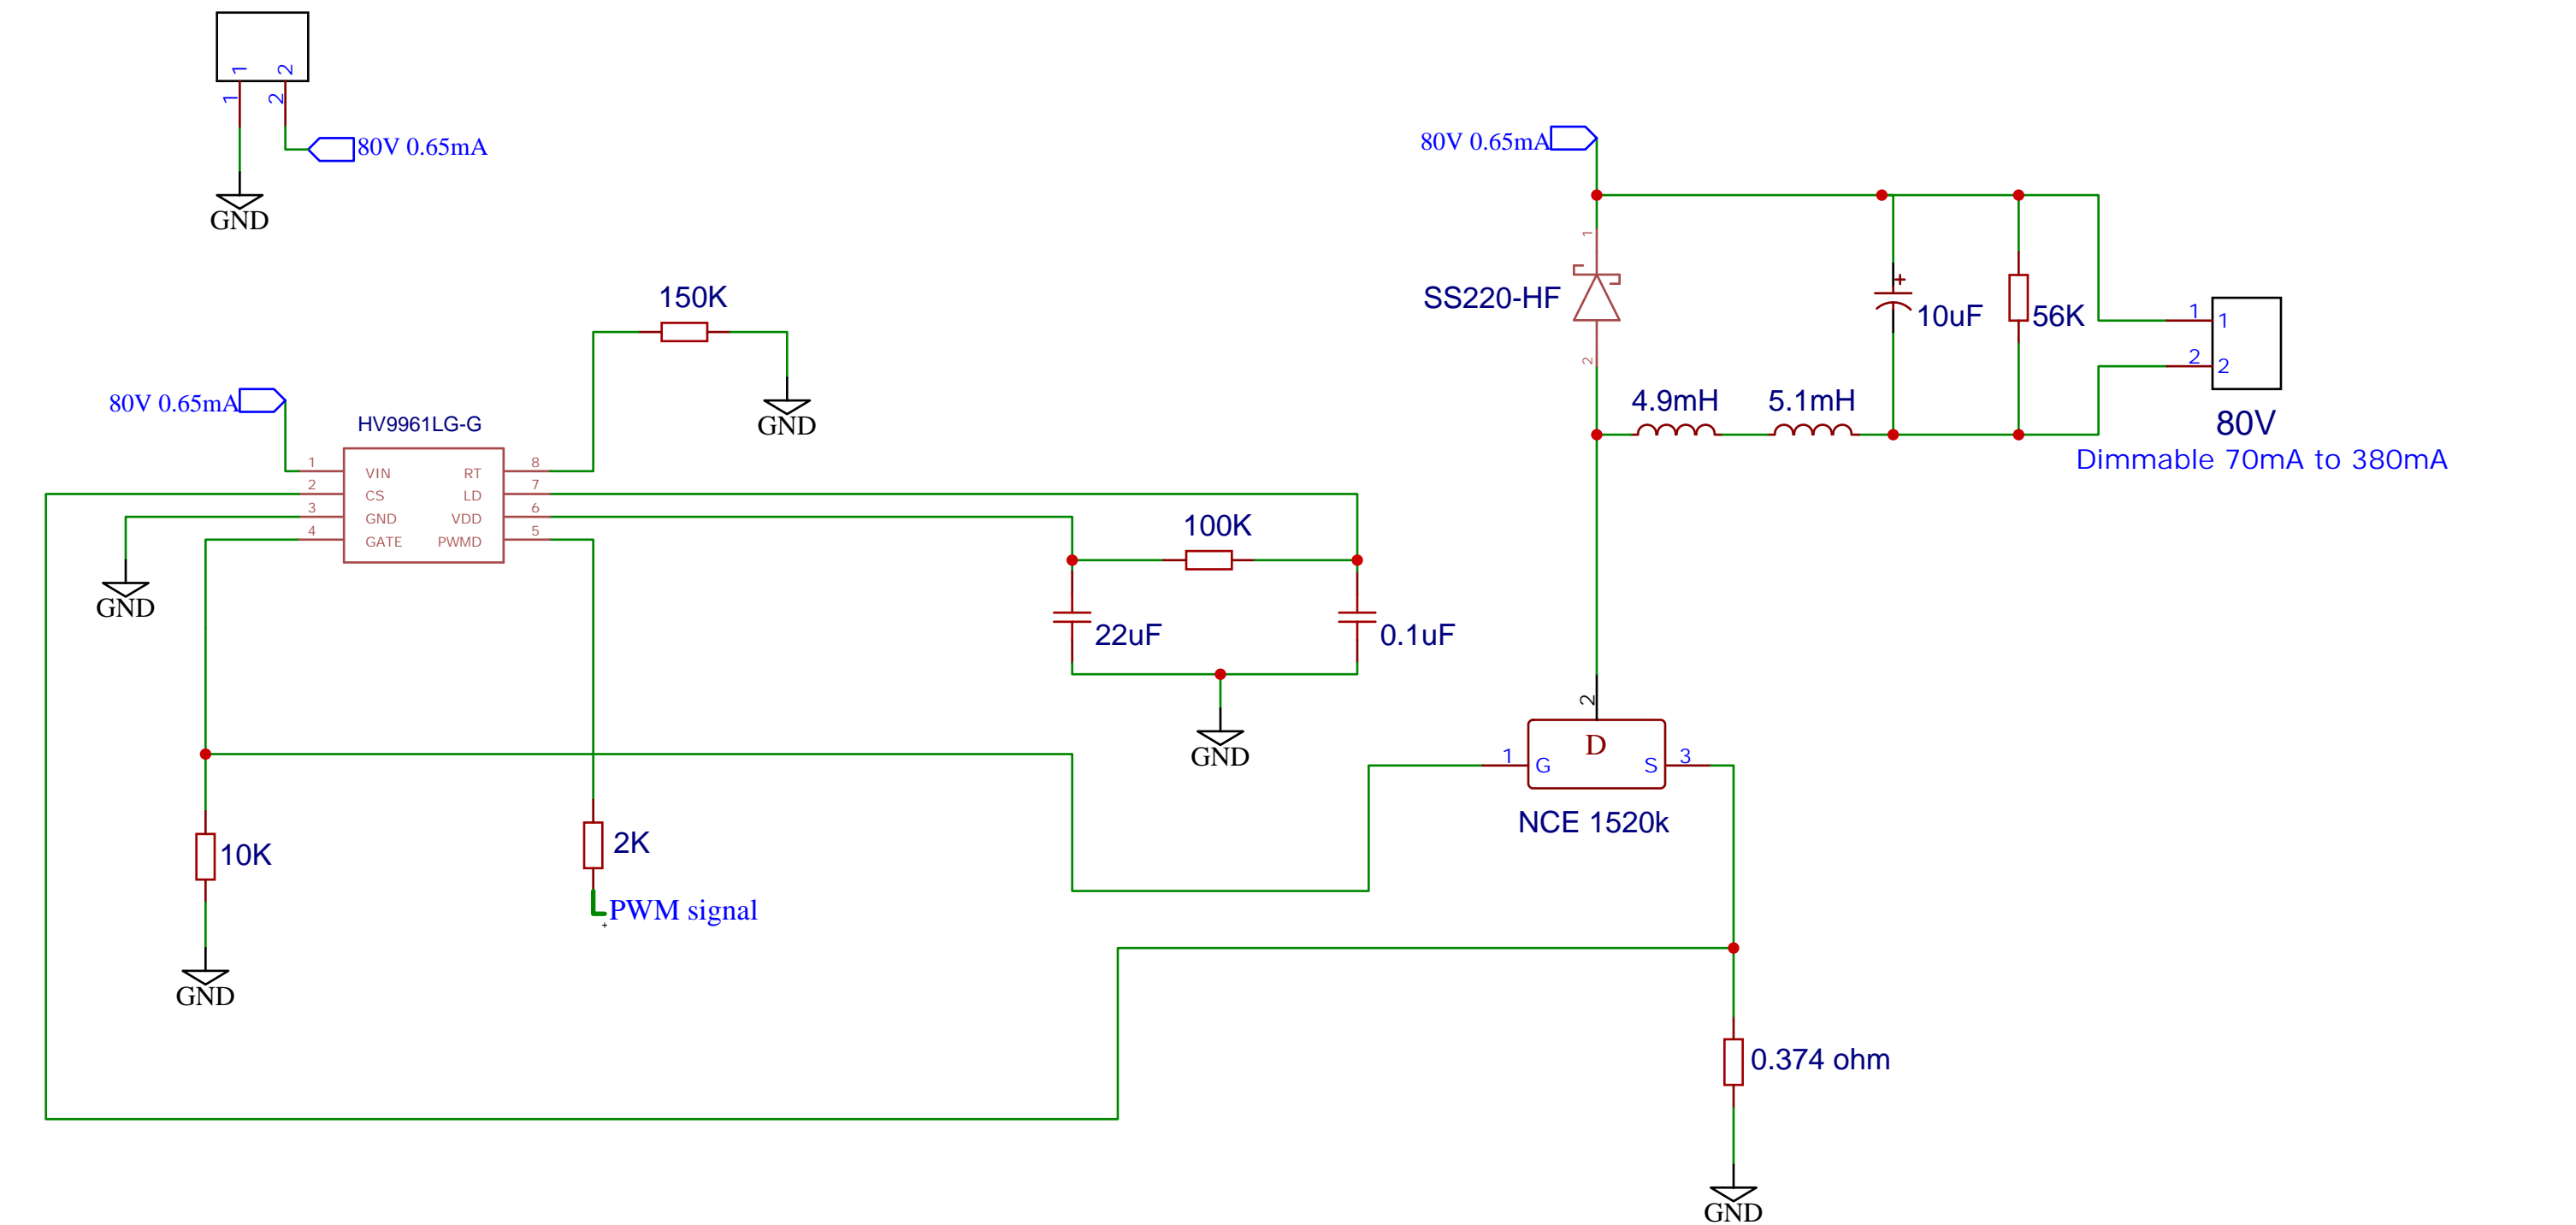 1 2
1 2
80V 0.65mA
GND
80V 0.65mA
1
SS220-HF
2
10uF
56K
1 1
2 2
80V
Dimmable 70mA to 380mA
4.9mH
5.1mH
150K
GND
80V 0.65mA
HV9961LG-G
1 VIN RT 8
2 CS LD 7
3 GND VDD 6
4 GATE PWMD 5
GND
100K
22uF
0.1uF
GND
2
D
1 G S 3
NCE 1520k
10K
GND
2K
PWM signal
0.374 ohm
GND